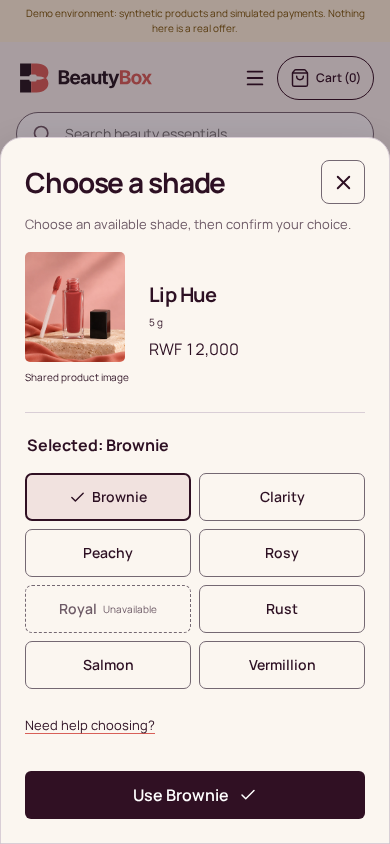 Demo environment: synthetic products and simulated payments. Nothing
here is a real offer.
BeautyBox
Cart (0)
Search beauty essentials
Choose a shade
Choose an available shade, then confirm your choice.
Lip Hue
5 g
RWF 12,000
Shared product image
Selected: Brownie
Brownie
Clarity
Peachy
Rosy
Royal Unavailable
Rust
Salmon
Vermillion
Need help choosing?
Use Brownie